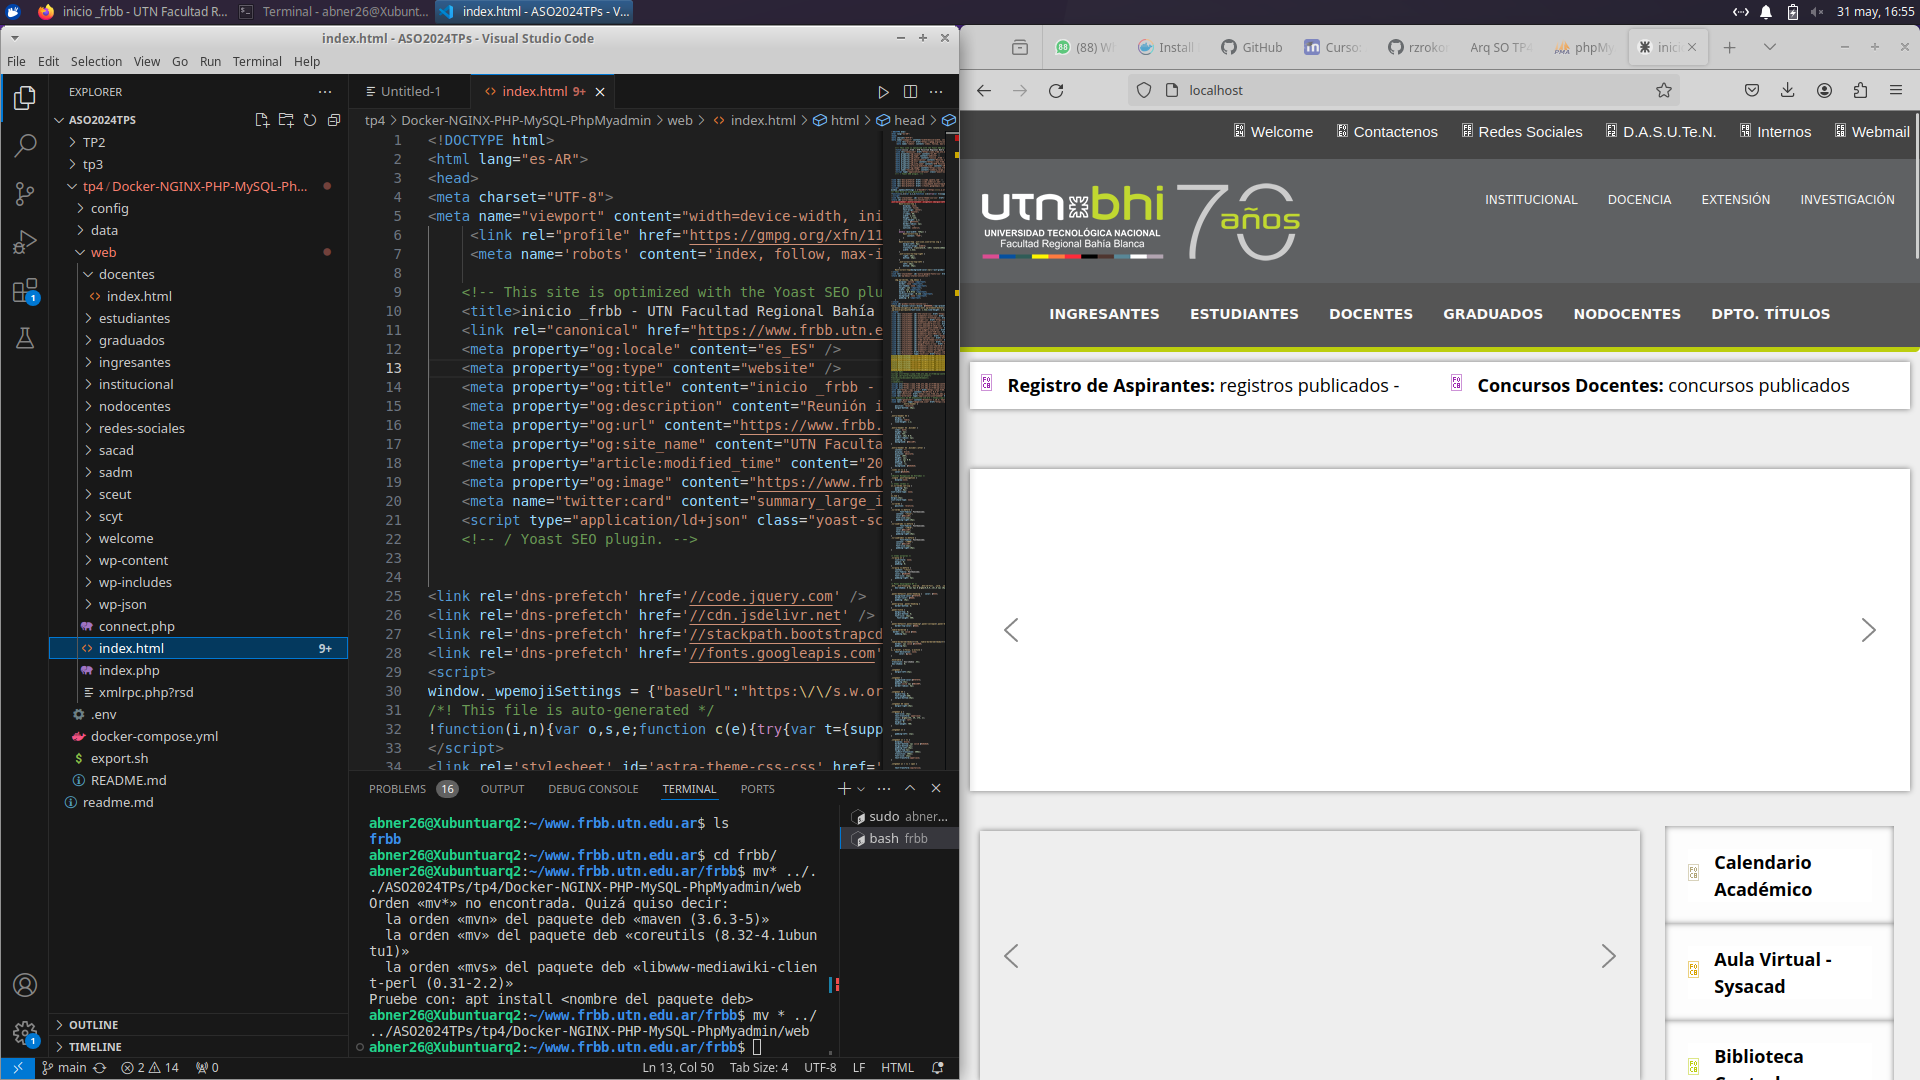 inicio _frbb - UTN Facultad R...
Terminal - abner26@Xubunt...
index.html - ASO2024TPs - V...
31 may, 16:55
index.html - ASO2024TPs - Visual Studio Code
File Edit Selection View Go Run Terminal Help
EXPLORER
ASO2024TPS
TP2
tp3
tp4 / Docker-NGINX-PHP-MySQL-Ph...
config
data
web
docentes
index.html
estudiantes
graduados
ingresantes
institucional
nodocentes
redes-sociales
sacad
sadm
sceut
scyt
welcome
wp-content
wp-includes
wp-json
connect.php
index.html 9+
index.php
xmlrpc.php?rsd
.env
docker-compose.yml
export.sh
README.md
readme.md
OUTLINE
TIMELINE
1
1
Untitled-1
index.html 9+
tp4 > Docker-NGINX-PHP-MySQL-PhpMyadmin > web > index.html > html > head >
1 <!DOCTYPE html>
2 <html lang="es-AR">
3 <head>
4 <meta charset="UTF-8">
5 <meta name="viewport" content="width=device-width, ini
6 <link rel="profile" href="https://gmpg.org/xfn/11
7 <meta name='robots' content='index, follow, max-i
8
9 <!-- This site is optimized with the Yoast SEO plu
10 <title>inicio _frbb - UTN Facultad Regional Bahía
11 <link rel="canonical" href="https://www.frbb.utn.e
12 <meta property="og:locale" content="es_ES" />
13 <meta property="og:type" content="website" />
14 <meta property="og:title" content="inicio _frbb -
15 <meta property="og:description" content="Reunión i
16 <meta property="og:url" content="https://www.frbb.
17 <meta property="og:site_name" content="UTN Faculta
18 <meta property="article:modified_time" content="20
19 <meta property="og:image" content="https://www.frb
20 <meta name="twitter:card" content="summary_large_i
21 <script type="application/ld+json" class="yoast-sc
22 <!-- / Yoast SEO plugin. -->
23
24
25 <link rel='dns-prefetch' href='//code.jquery.com' />
26 <link rel='dns-prefetch' href='//cdn.jsdelivr.net' />
27 <link rel='dns-prefetch' href='//stackpath.bootstrapcd
28 <link rel='dns-prefetch' href='//fonts.googleapis.com'
29 <script>
30 window._wpemojiSettings = {"baseUrl":"https:\/\/s.w.or
31 /*! This file is auto-generated */
32 !function(i,n){var o,s,e;function c(e){try{var t={supp
33 </script>
34 <link rel='stylesheet' id='astra-theme-css-css' href='
PROBLEMS 16 OUTPUT DEBUG CONSOLE TERMINAL PORTS
abner26@Xubuntuarq2:~/www.frbb.utn.edu.ar$ ls
frbb
abner26@Xubuntuarq2:~/www.frbb.utn.edu.ar$ cd frbb/
abner26@Xubuntuarq2:~/www.frbb.utn.edu.ar/frbb$ mv* ../.
./ASO2024TPs/tp4/Docker-NGINX-PHP-MySQL-PhpMyadmin/web
Orden «mv*» no encontrada. Quizá quiso decir:
la orden «mvn» del paquete deb «maven (3.6.3-5)»
la orden «mv» del paquete deb «coreutils (8.32-4.1ubun
tu1)»
la orden «mvs» del paquete deb «libwww-mediawiki-clien
t-perl (0.31-2.2)»
Pruebe con: apt install <nombre del paquete deb>
abner26@Xubuntuarq2:~/www.frbb.utn.edu.ar/frbb$ mv * ../
../ASO2024TPs/tp4/Docker-NGINX-PHP-MySQL-PhpMyadmin/web
abner26@Xubuntuarq2:~/www.frbb.utn.edu.ar/frbb$
sudo abner...
bash frbb
main 2 14 0
Ln 13, Col 50 Tab Size: 4 UTF-8 LF HTML
(88) W
Install
GitHub
Curso:
rzroko
Arq SO TP4
phpMy
inici
localhost
Welcome Contactenos Redes Sociales D.A.S.U.Te.N. Internos Webmail
utn bhi
UNIVERSIDAD TECNOLÓGICA NACIONAL
Facultad Regional Bahía Blanca
70 años
INSTITUCIONAL DOCENCIA EXTENSIÓN INVESTIGACIÓN
INGRESANTES ESTUDIANTES DOCENTES GRADUADOS NODOCENTES DPTO. TÍTULOS
Registro de Aspirantes: registros publicados -
Concursos Docentes: concursos publicados
Calendario
Académico
Aula Virtual -
Sysacad
Biblioteca